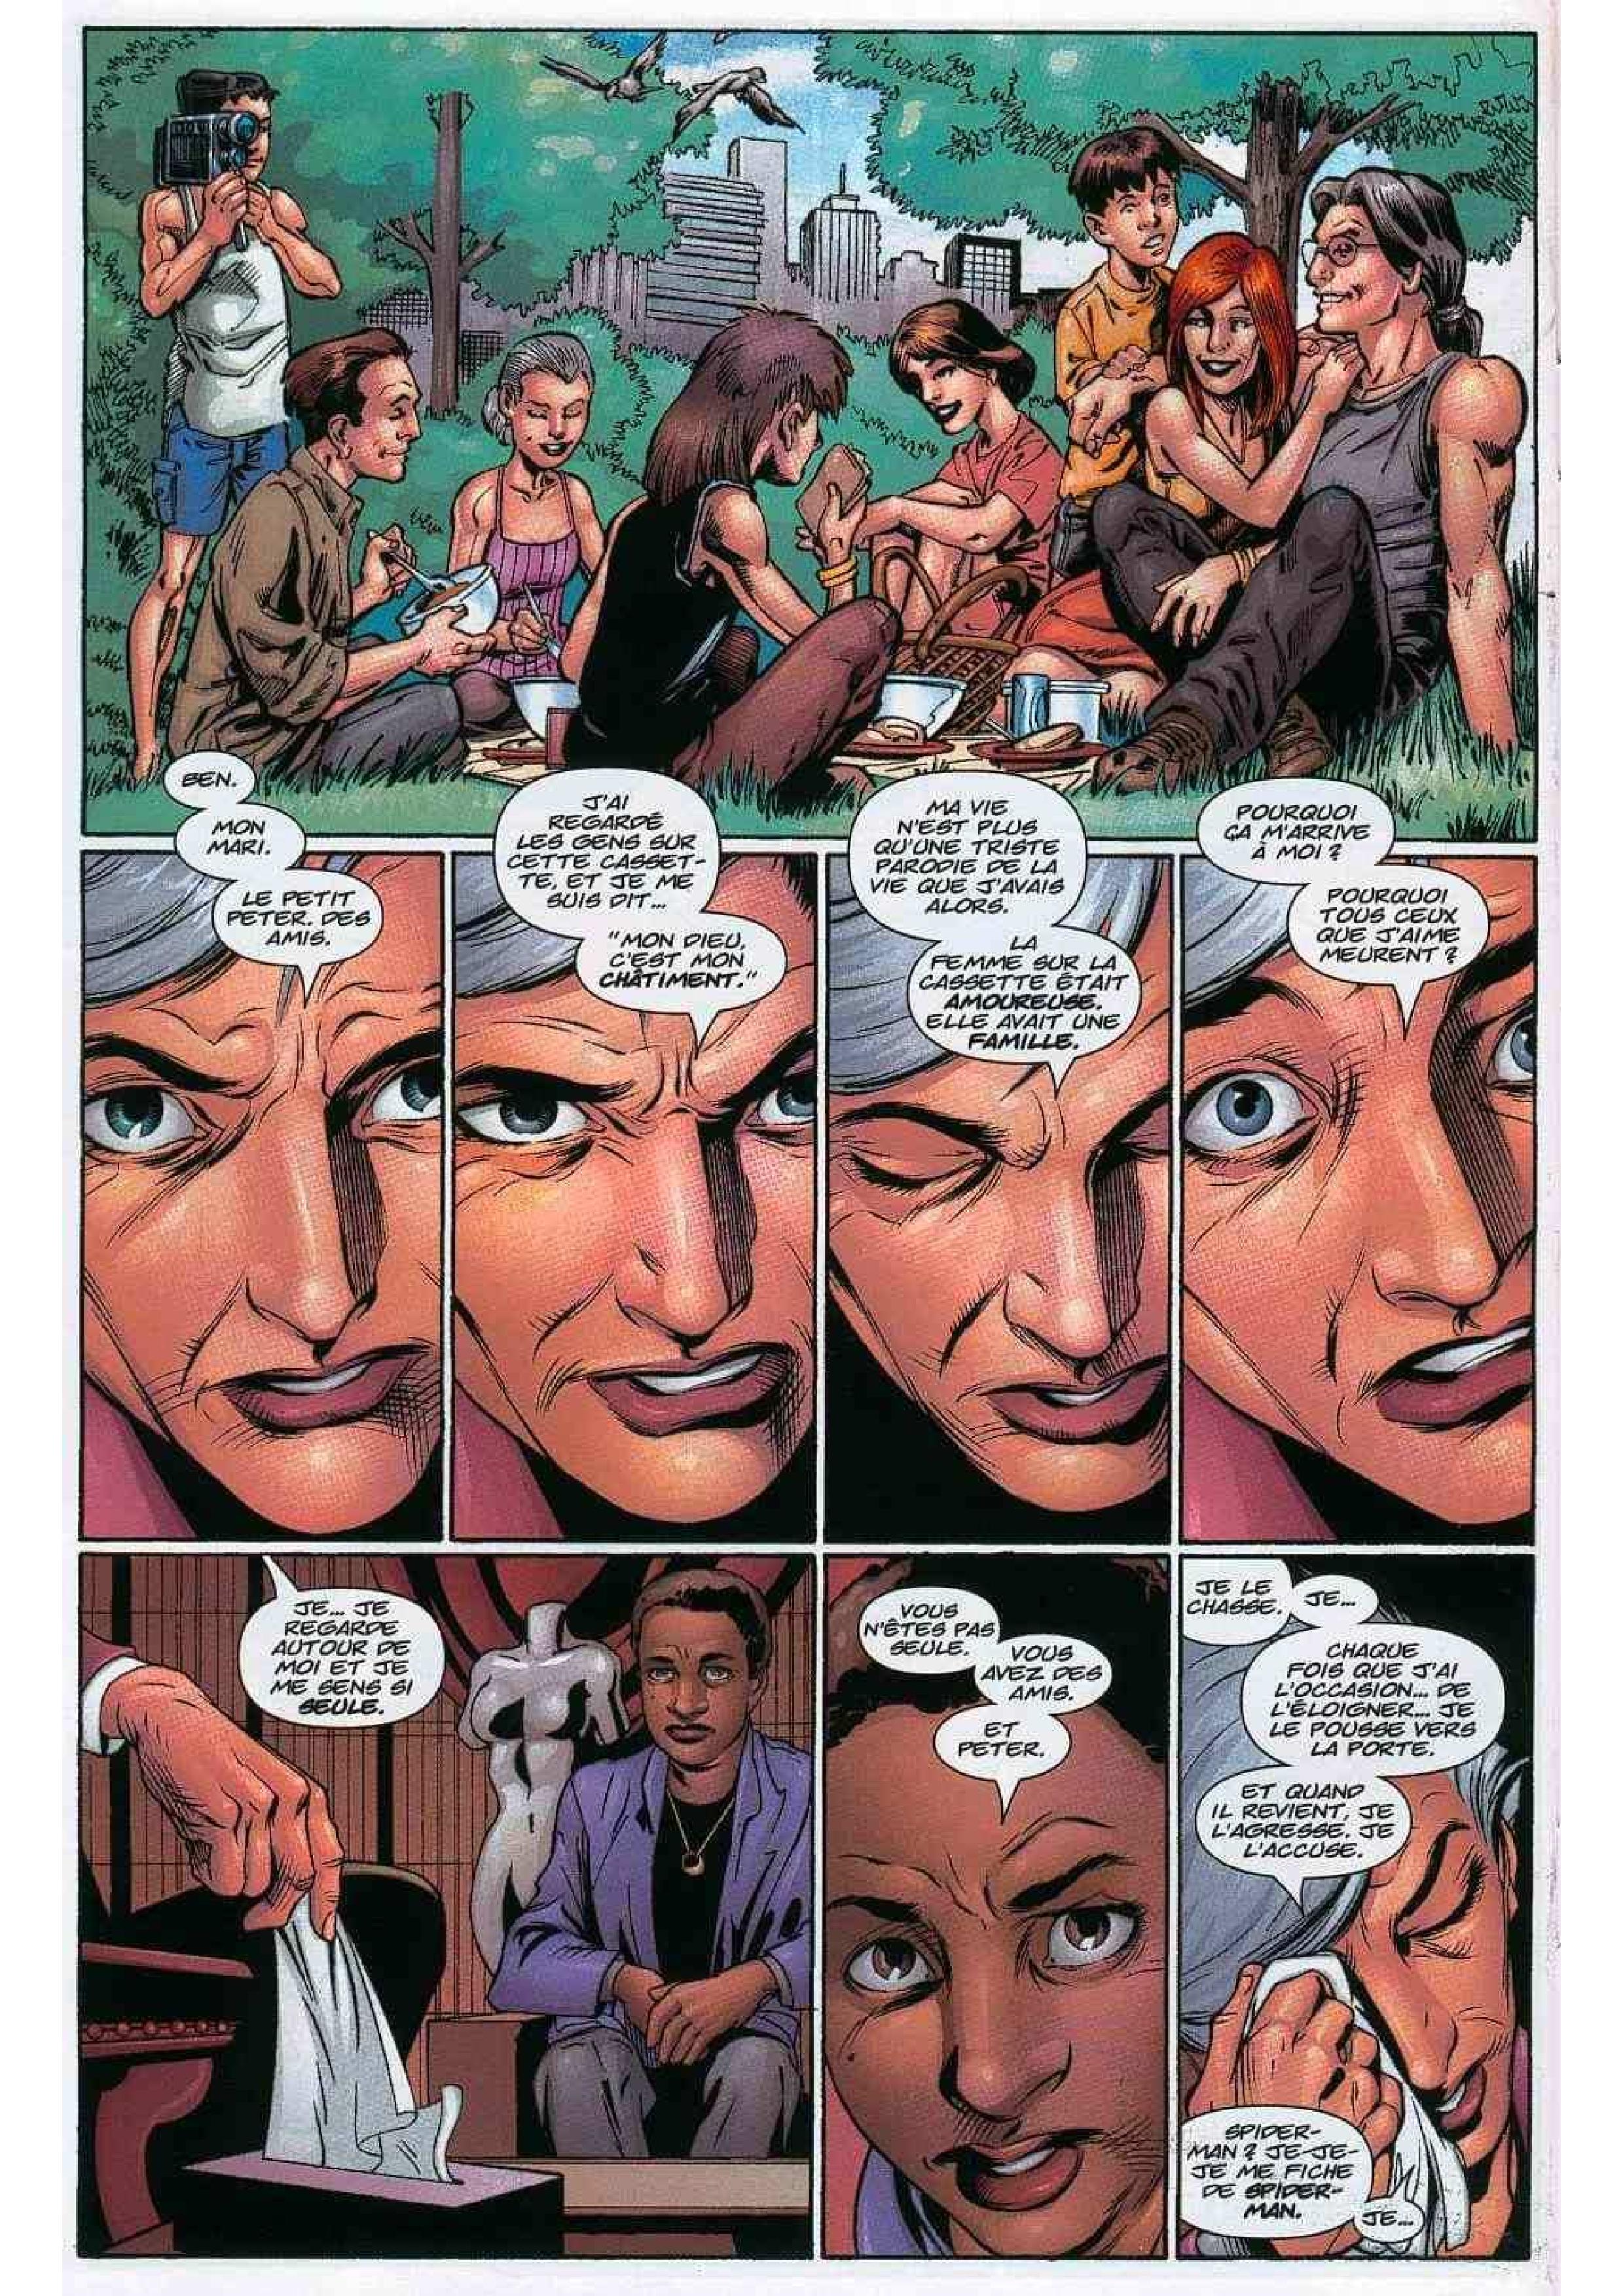 BEN.
MON
MARI.
LE PETIT
PETER. DES
AMIS.
J'AI
REGARDÉ
LES GENS SUR
CETTE CASSET-
TE, ET JE ME
SUIS DIT...
"MON DIEU,
C'EST MON
CHÂTIMENT."
MA VIE
N'EST PLUS
QU'UNE TRISTE
PARODIE DE LA
VIE QUE J'AVAIS
ALORS.
LA
FEMME SUR LA
CASSETTE ÉTAIT
AMOUREUSE.
ELLE AVAIT UNE
FAMILLE.
POURQUOI
ÇA M'ARRIVE
À MOI ?
POURQUOI
TOUS CEUX
QUE J'AIME
MEURENT ?
JE... JE
REGARDE
AUTOUR DE
MOI ET JE
ME SENS SI
SEULE.
VOUS
N'ÊTES PAS
SEULE.
VOUS
AVEZ DES
AMIS.
ET
PETER.
JE LE
CHASSE.
JE...
CHAQUE
FOIS QUE J'AI
L'OCCASION... DE
L'ÉLOIGNER... JE
LE POUSSE VERS
LA PORTE.
ET QUAND
IL REVIENT, JE
L'AGRESSE. JE
L'ACCUSE.
SPIDER-
MAN ? JE-JE-
JE ME FICHE
DE SPIDER-
MAN.
JE...